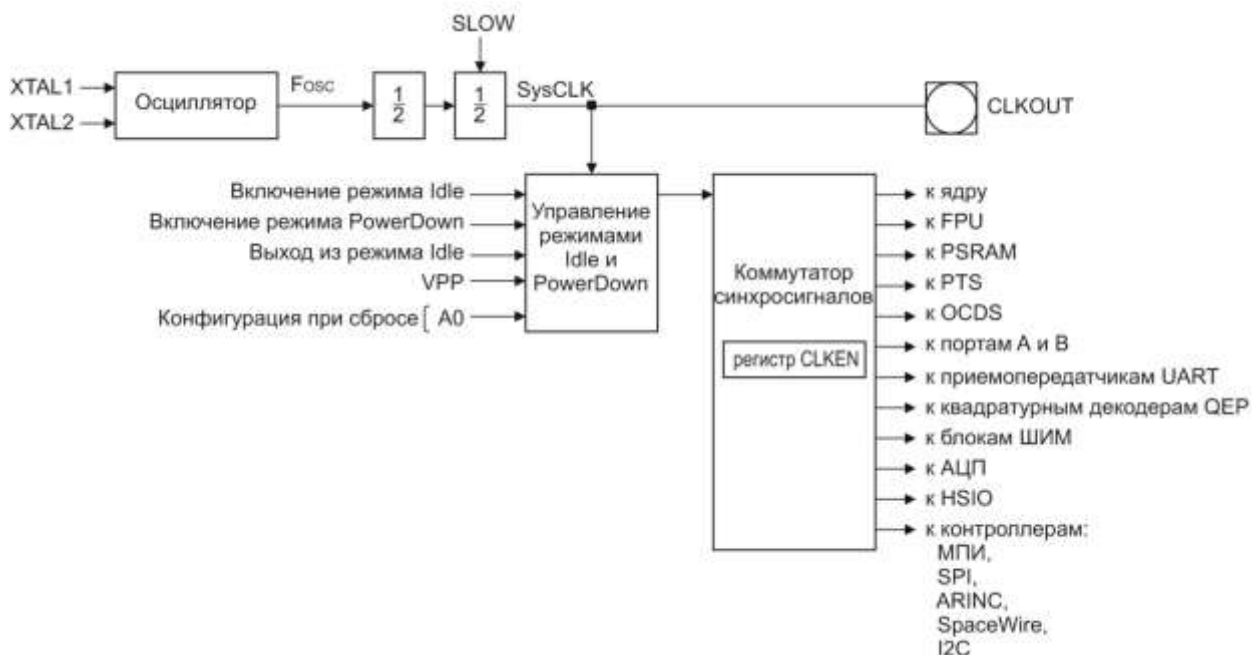 SLOW
XTAL1
XTAL2
Осциллятор
Fosc
1
2
1
2
SysCLK
CLKOUT
Включение режима Idle
Включение режима PowerDown
Выход из режима Idle
VPP
Конфигурация при сбросе [ A0
Управление
режимами
Idle и
PowerDown
Коммутатор
синхросигналов
регистр CLKEN
к ядру
к FPU
к PSRAM
к PTS
к OCDS
к портам A и B
к приемопередатчикам UART
к квадратурным декодерам QEP
к блокам ШИМ
к АЦП
к HSIO
к контроллерам:
МПИ,
SPI,
ARINC,
SpaceWire,
I2C